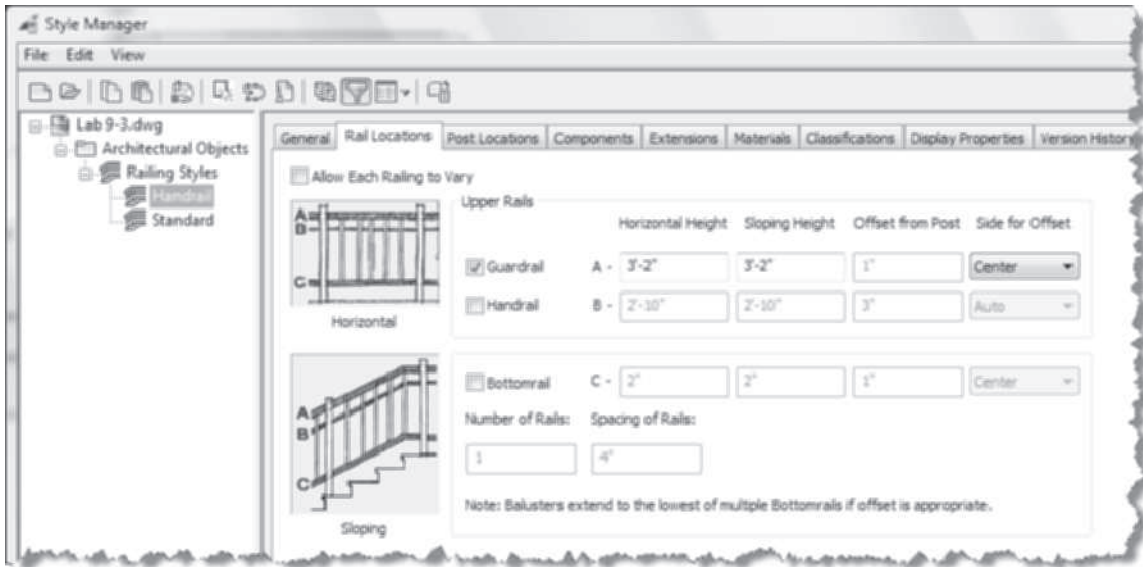 Style Manager
File Edit View
Lab 9-3.dwg
Architectural Objects
Railing Styles
Handrail
Standard
General Rail Locations Post Locations Components Extensions Materials Classifications Display Properties Version History
Allow Each Railing to Vary
A
B
C
Horizontal
Upper Rails
Horizontal Height Sloping Height Offset from Post Side for Offset
Guardrail A - 3'-2" 3'-2" 1" Center
Handrail B - 2'-10" 2'-10" 3" Auto
A
B
C
Sloping
Bottomrail C - 2" 2" 1" Center
Number of Rails: Spacing of Rails:
1 4"
Note: Balusters extend to the lowest of multiple Bottomrails if offset is appropriate.